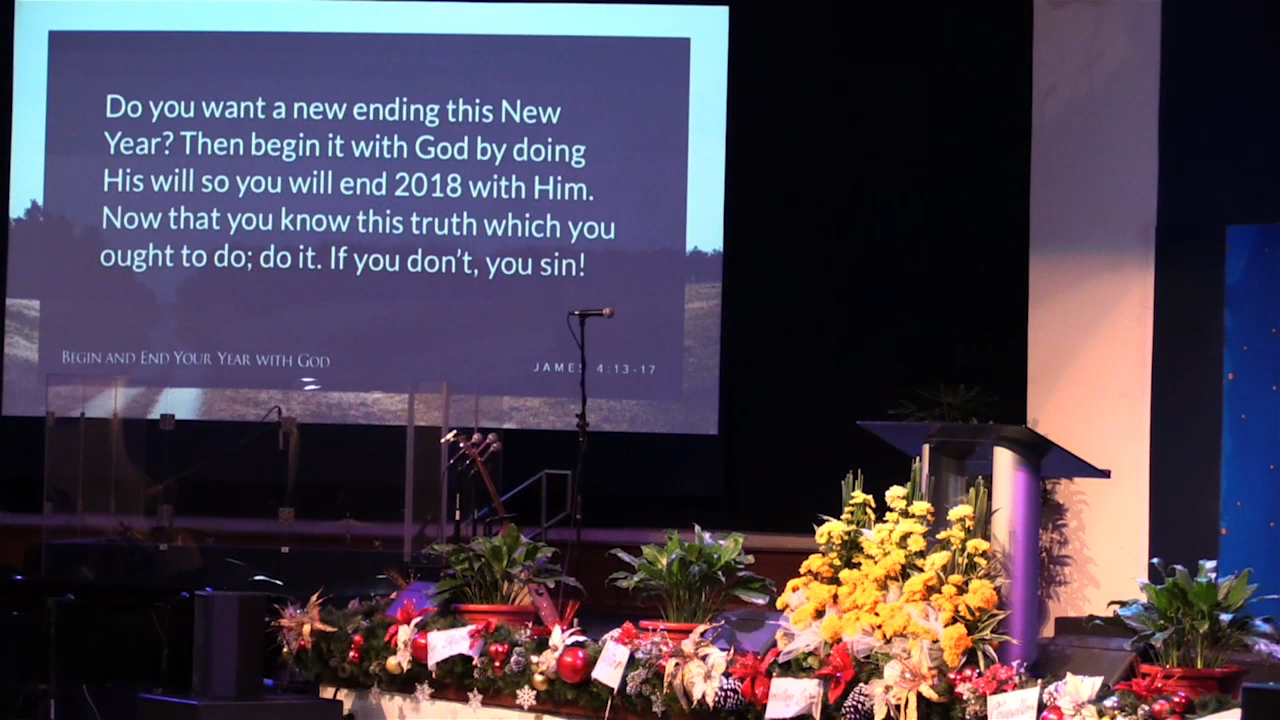 Do you want a new ending this New
Year? Then begin it with God by doing
His will so you will end 2018 with Him.
Now that you know this truth which you
ought to do; do it. If you don't, you sin!
BEGIN AND END YOUR YEAR WITH GOD
JAMES 4:13-17